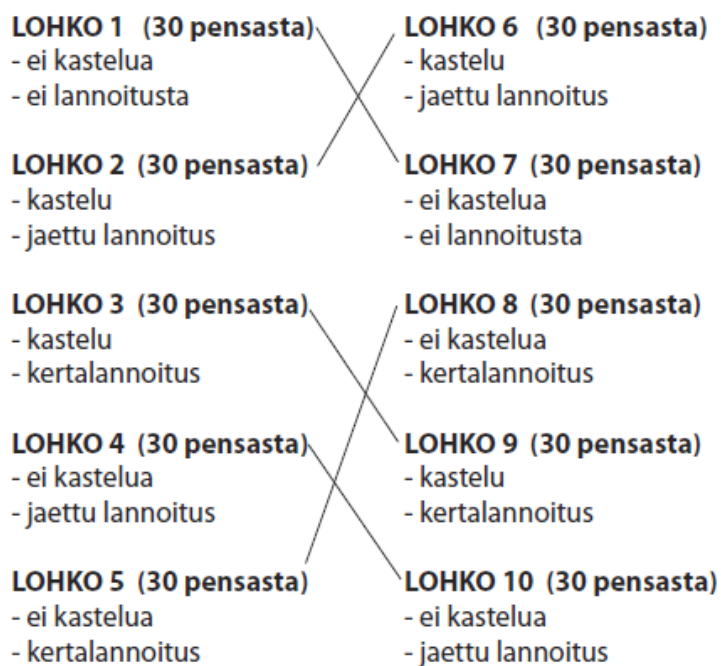 LOHKO 1 (30 pensasta)
- ei kastelua
- ei lannoitusta
LOHKO 2 (30 pensasta)
- kastelu
- jaettu lannoitus
LOHKO 3 (30 pensasta)
- kastelu
- kertalannoitus
LOHKO 4 (30 pensasta)
- ei kastelua
- jaettu lannoitus
LOHKO 5 (30 pensasta)
- ei kastelua
- kertalannoitus
LOHKO 6 (30 pensasta)
- kastelu
- jaettu lannoitus
LOHKO 7 (30 pensasta)
- ei kastelua
- ei lannoitusta
LOHKO 8 (30 pensasta)
- ei kastelua
- kertalannoitus
LOHKO 9 (30 pensasta)
- kastelu
- kertalannoitus
LOHKO 10 (30 pensasta)
- ei kastelua
- jaettu lannoitus